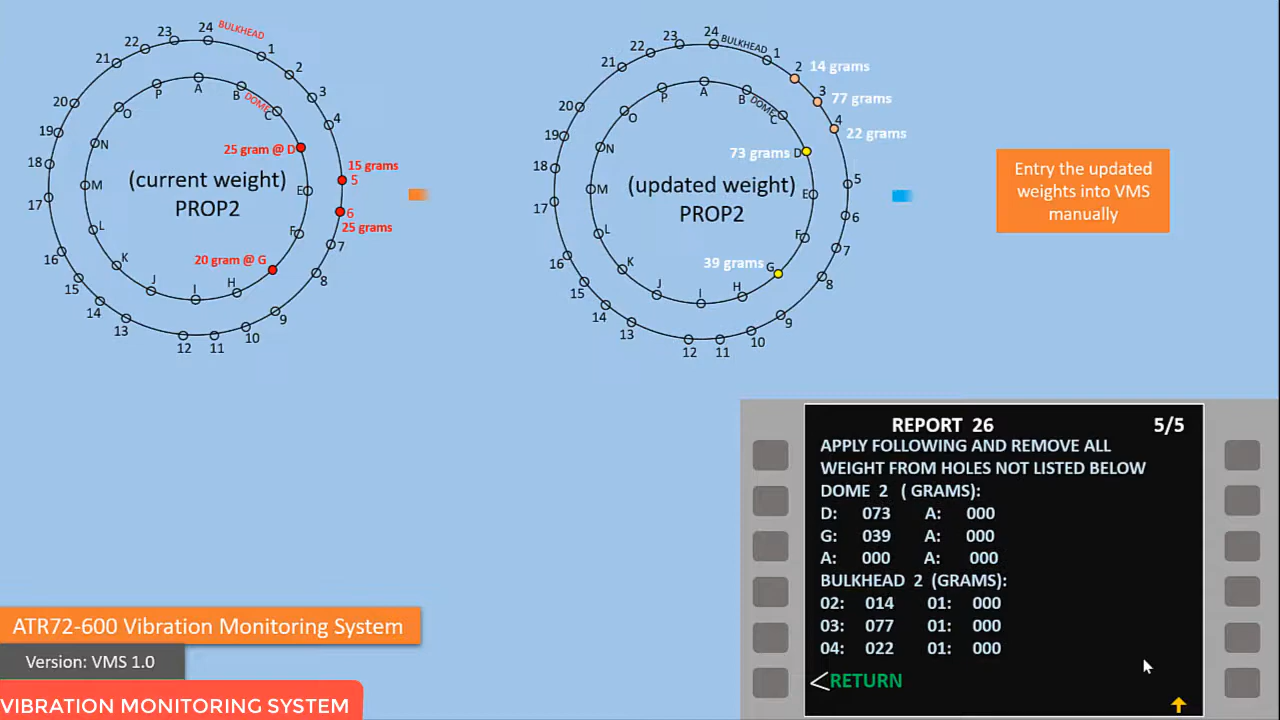 24 BULKHEAD
23
22
21
20
19
18
17
16
15
14
13
12
11
10
9
8
7
6
25 grams
15 grams
5
4
3
2
1
P
A
B
DOME
C
O
N
M
L
K
J
I
H
25 gram @ D
E
F
20 gram @ G
(current weight)
PROP2
24 BULKHEAD
23
22
21
20
19
18
17
16
15
14
13
12
11
10
9
8
7
6
5
1
2 14 grams
3 77 grams
4 22 grams
P
A
B
DOME
C
O
N
M
L
K
J
I
H
73 grams D
E
F
39 grams G
(updated weight)
PROP2
Entry the updated
weights into VMS
manually
REPORT 26 5/5
APPLY FOLLOWING AND REMOVE ALL
WEIGHT FROM HOLES NOT LISTED BELOW
DOME 2 ( GRAMS):
D: 073 A: 000
G: 039 A: 000
A: 000 A: 000
BULKHEAD 2 (GRAMS):
02: 014 01: 000
03: 077 01: 000
04: 022 01: 000
<RETURN
ATR72-600 Vibration Monitoring System
Version: VMS 1.0
VIBRATION MONITORING SYSTEM